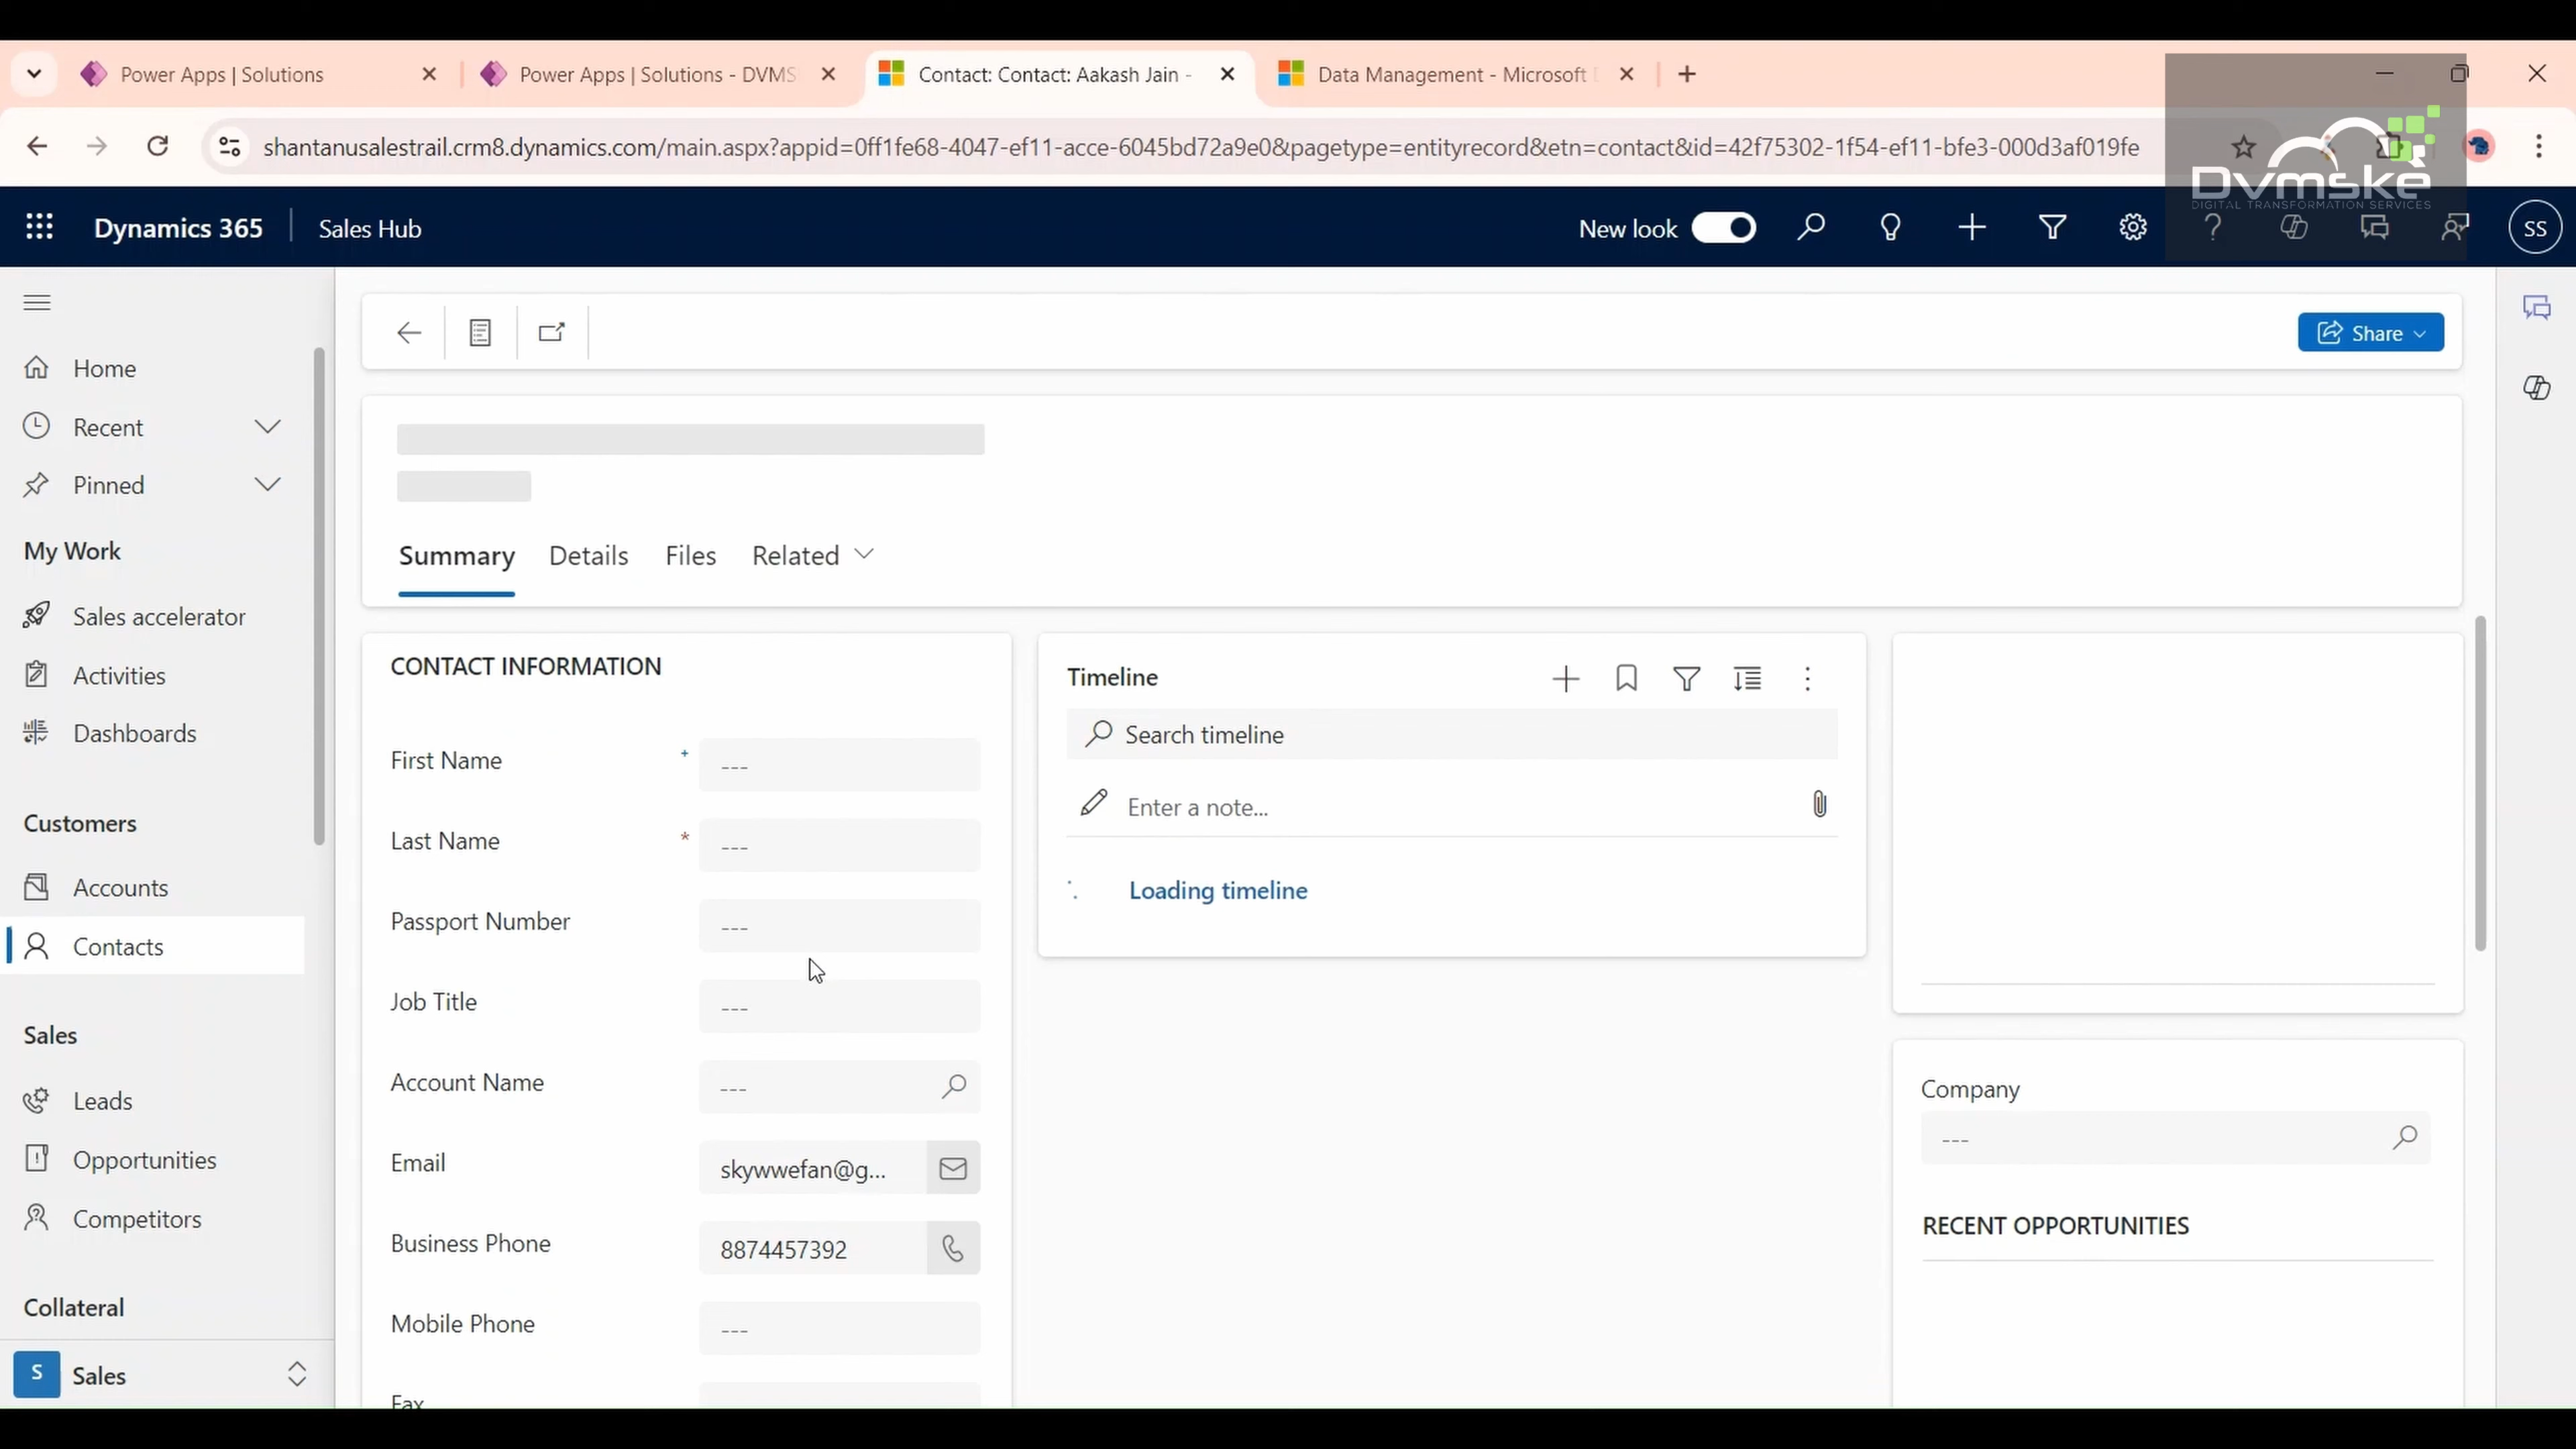 Power Apps | Solutions
Power Apps | Solutions - DVMS
Contact: Contact: Aakash Jain -
Data Management - Microsoft
shantanusalestrail.crm8.dynamics.com/main.aspx?appid=0ff1fe68-4047-ef11-acce-6045bd72a9e0&pagetype=entityrecord&etn=contact&id=42f75302-1f54-ef11-bfe3-000d3af019fe
Dvmske
DIGITAL TRANSFORMATION SERVICES
Dynamics 365
Sales Hub
New look
SS
Share
Home
Recent
Pinned
My Work
Sales accelerator
Activities
Dashboards
Customers
Accounts
Contacts
Sales
Leads
Opportunities
Competitors
Collateral
S
Sales
Summary Details Files Related
CONTACT INFORMATION
First Name + ---
Last Name * ---
Passport Number ---
Job Title ---
Account Name ---
Email skywwefan@g...
Business Phone 8874457392
Mobile Phone ---
Fax
Timeline
Search timeline
Enter a note...
Loading timeline
Company
---
RECENT OPPORTUNITIES